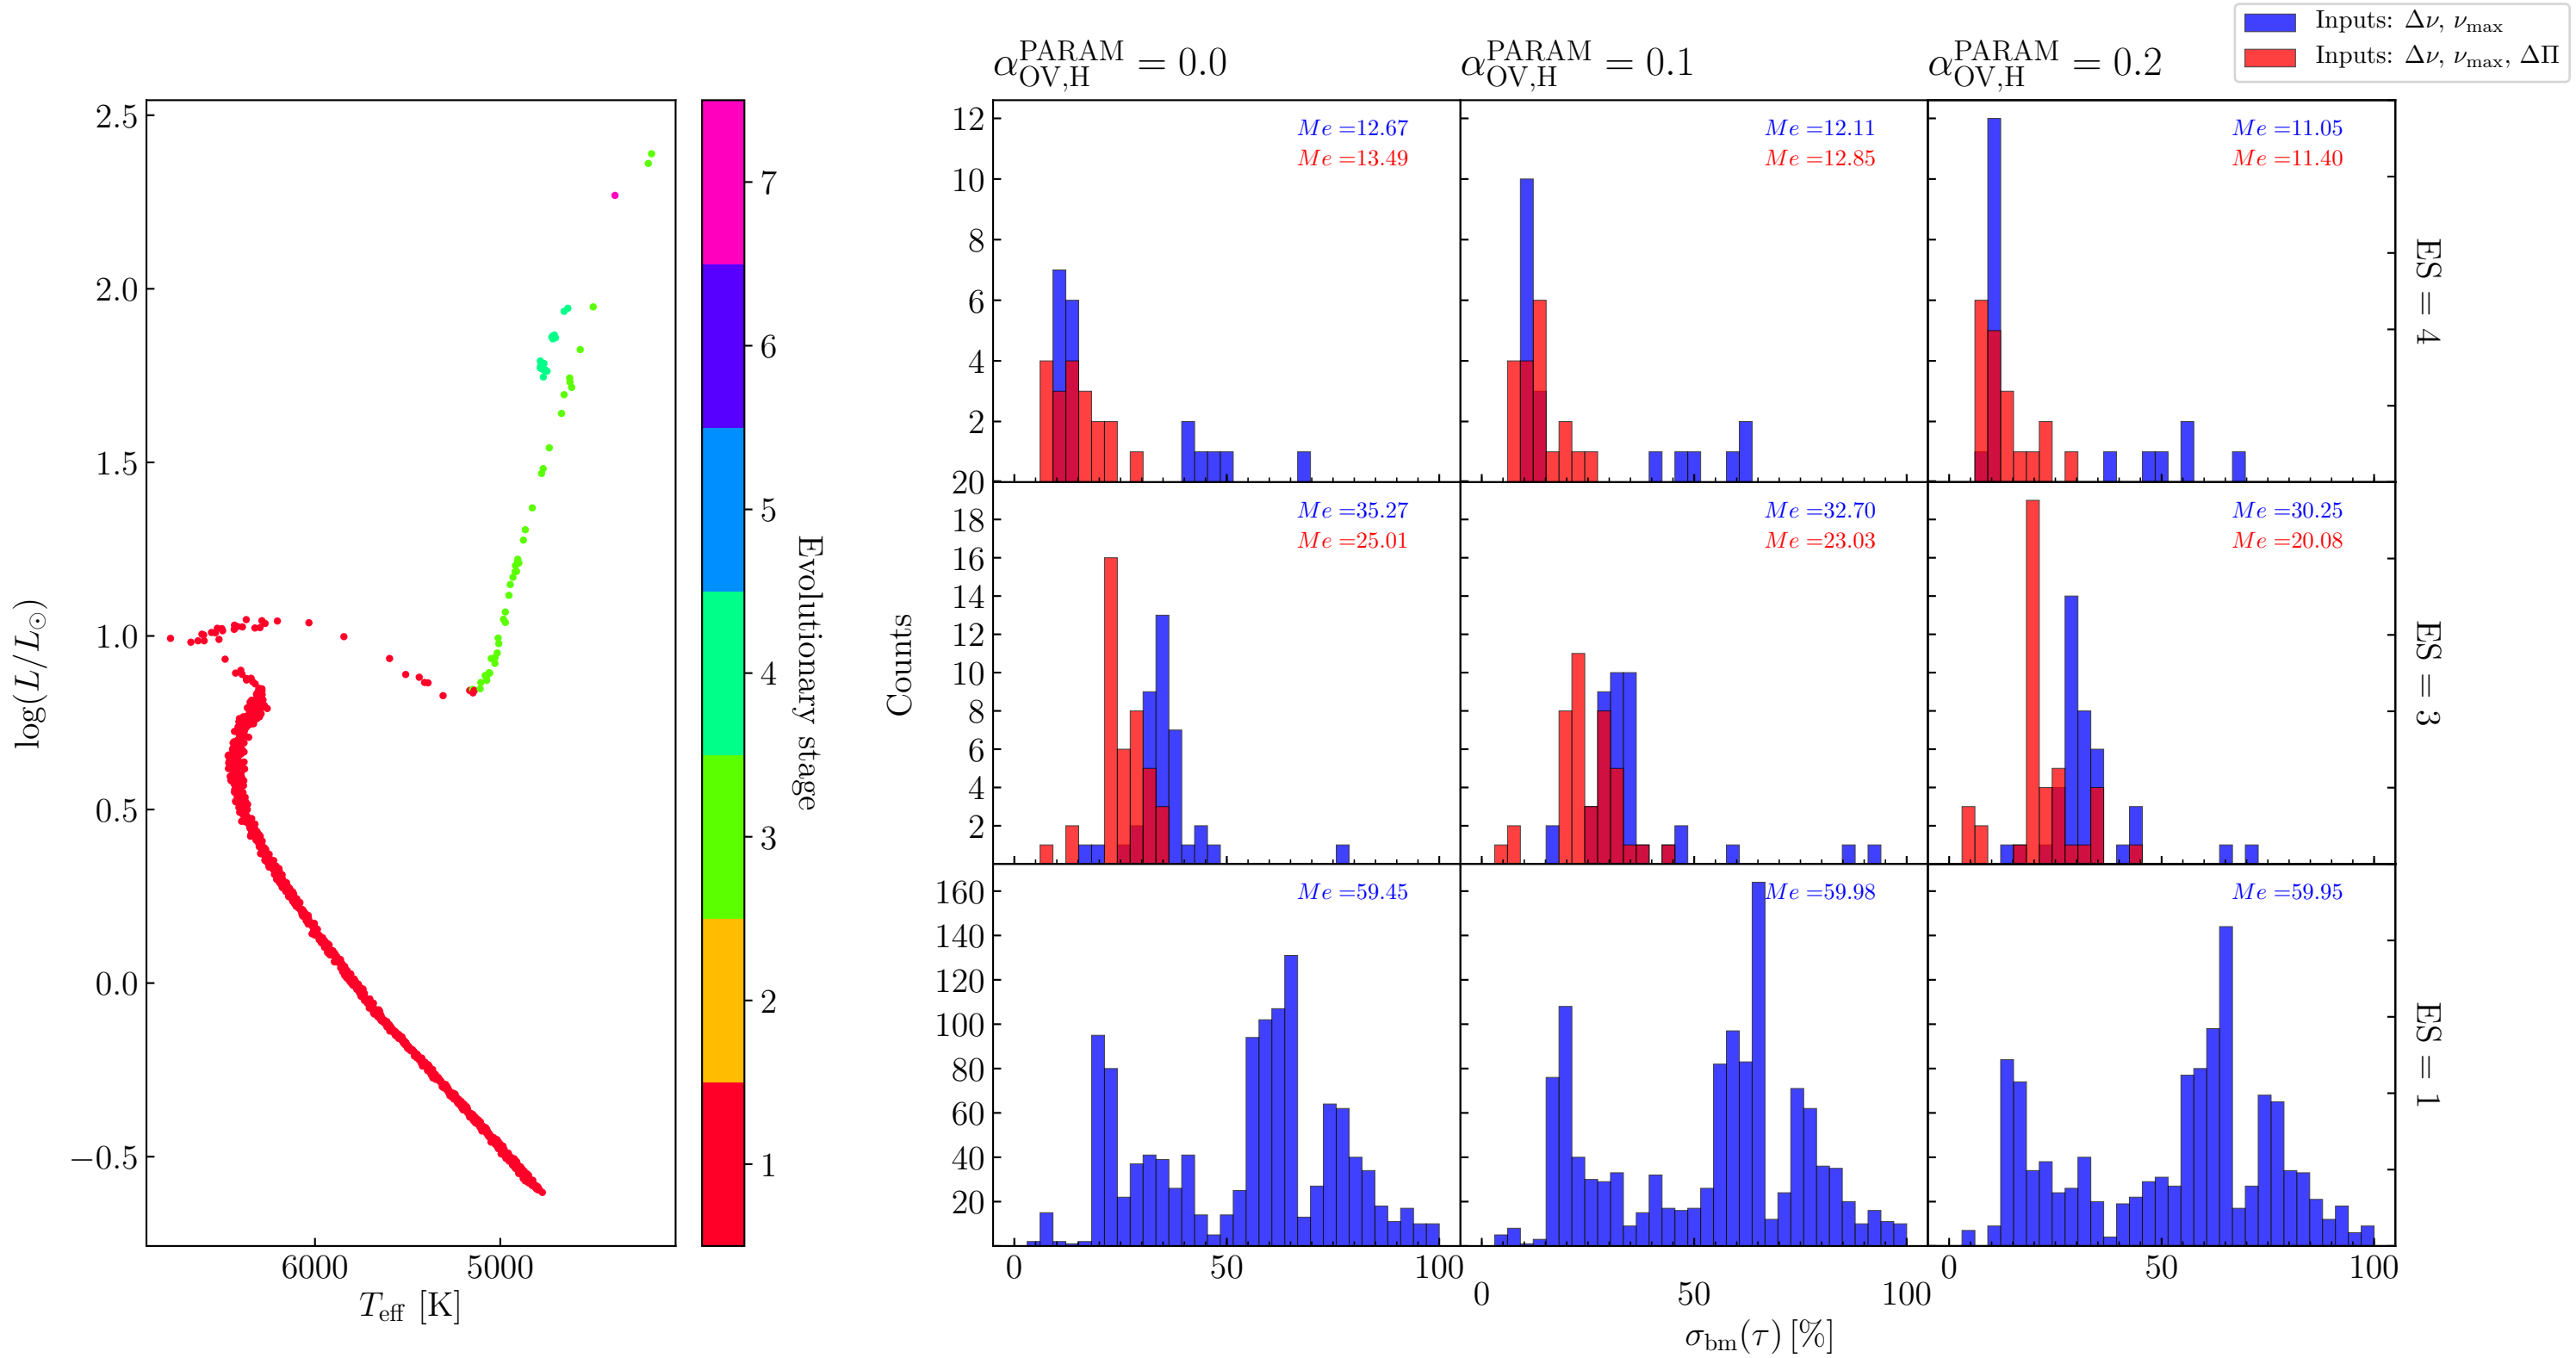 Inputs: Δν, ν_max
Inputs: Δν, ν_max, ΔΠ
α^PARAM_OV,H = 0.0
α^PARAM_OV,H = 0.1
α^PARAM_OV,H = 0.2
2.5
2.0
1.5
1.0
0.5
0.0
−0.5
log(L/L⊙)
6000 5000
T_eff [K]
7
6
5
4
3
2
1
Evolutionary stage
Counts
12
10
8
6
4
2
0
Me =12.67
Me =13.49
Me =12.11
Me =12.85
Me =11.05
Me =11.40
ES = 4
20
18
16
14
12
10
8
6
4
2
Me =35.27
Me =25.01
Me =32.70
Me =23.03
Me =30.25
Me =20.08
ES = 3
160
140
120
100
80
60
40
20
Me =59.45
Me =59.98
Me =59.95
ES = 1
0 50 100
0 50 100
0 50 100
σ_bm(τ) [%]